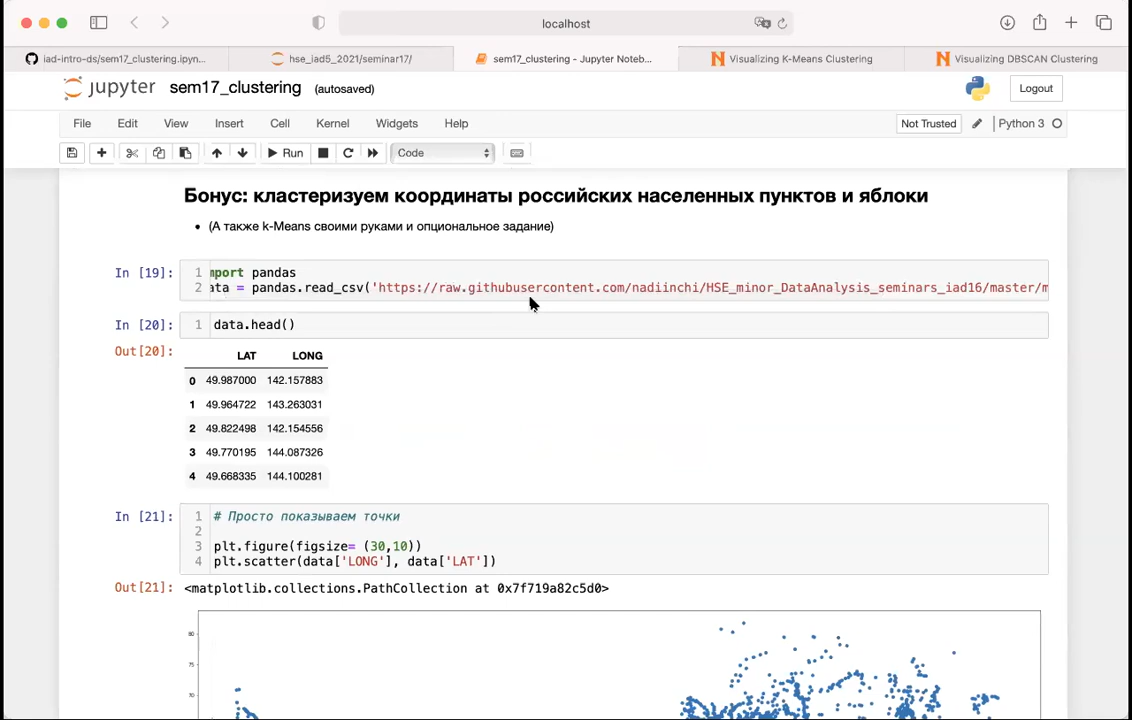 localhost
iad-intro-ds/sem17_clustering.ipyn...
hse_iad5_2021/seminar17/
sem17_clustering - Jupyter Noteb...
Visualizing K-Means Clustering
Visualizing DBSCAN Clustering
jupyter sem17_clustering (autosaved)
Logout
File Edit View Insert Cell Kernel Widgets Help
Not Trusted
Python 3
Run
Code
Бонус: кластеризуем координаты российских населенных пунктов и яблоки
• (А также k-Means своими руками и опциональное задание)
In [19]: 1 mport pandas
2 ata = pandas.read_csv('https://raw.githubusercontent.com/nadiinchi/HSE_minor_DataAnalysis_seminars_iad16/master/m
In [20]: 1 data.head()
Out[20]:
LAT LONG
0 49.987000 142.157883
1 49.964722 143.263031
2 49.822498 142.154556
3 49.770195 144.087326
4 49.668335 144.100281
In [21]: 1 # Просто показываем точки
2
3 plt.figure(figsize= (30,10))
4 plt.scatter(data['LONG'], data['LAT'])
Out[21]: <matplotlib.collections.PathCollection at 0x7f719a82c5d0>
80
75
70